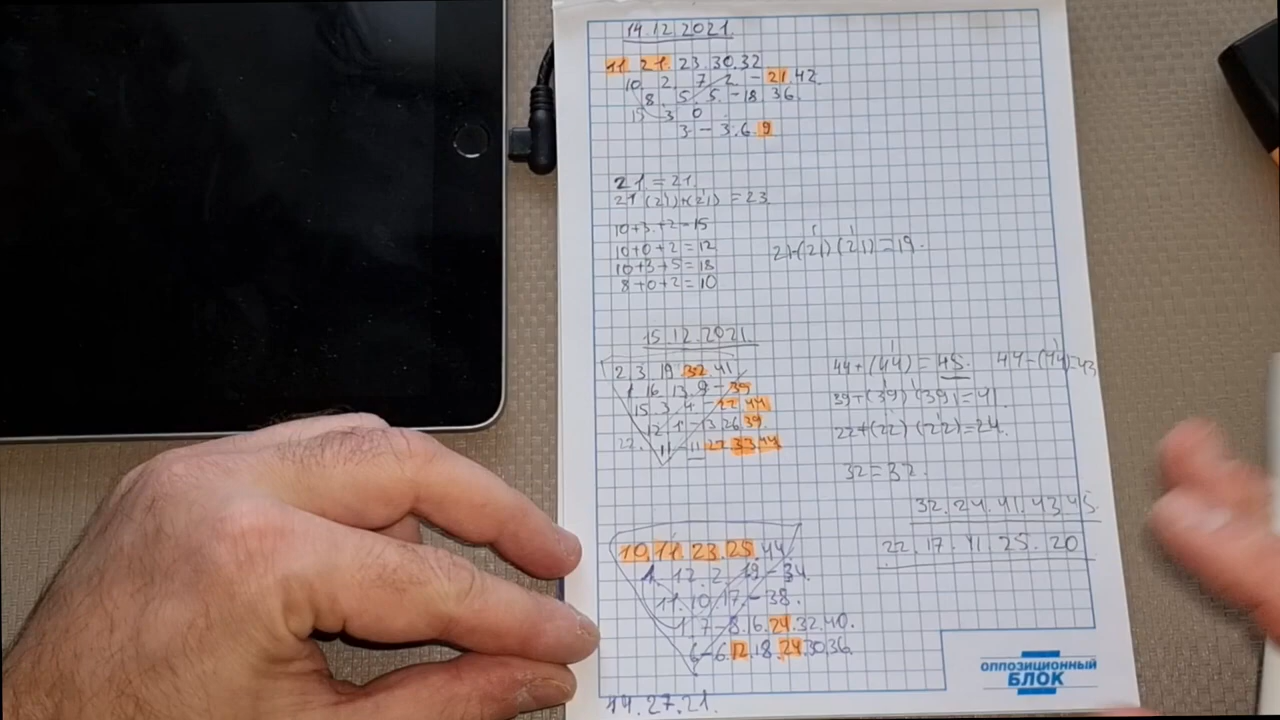 14.12.2021.
11 21. 23.30.32
10. 2. 7 2 - 21.42.
8. 5. 5. - 18 36.
15 3 0
3 - 3.6.9
21 = 21.
21 (21)+(21) = 23.
10+3+2=15
10+0+2=12
21-(21)(21)=19.
10+3+5=18
8+0+2=10
15.12.2021.
2 3 19 32 41
1 16. 13 9 - 39
15 3 4 - 22 44
12 1 - 13 26 39
22. 11 - 11 22 33 44
44+(44) = 45. 44-(44)=43
39+(39)(39)=41
22+(22)(22)=24.
32=32.
32.24.41.43.45.
22.17.41.25.20
10.11.23.25.44.
1. 12. 2. 19 - 34.
11.10.17. - 38.
1 7 - 8.16.24.32.40.
6 - 6.12.18.24.30.36.
44.27.21.
ОППОЗИЦИОННЫЙ
БЛОК